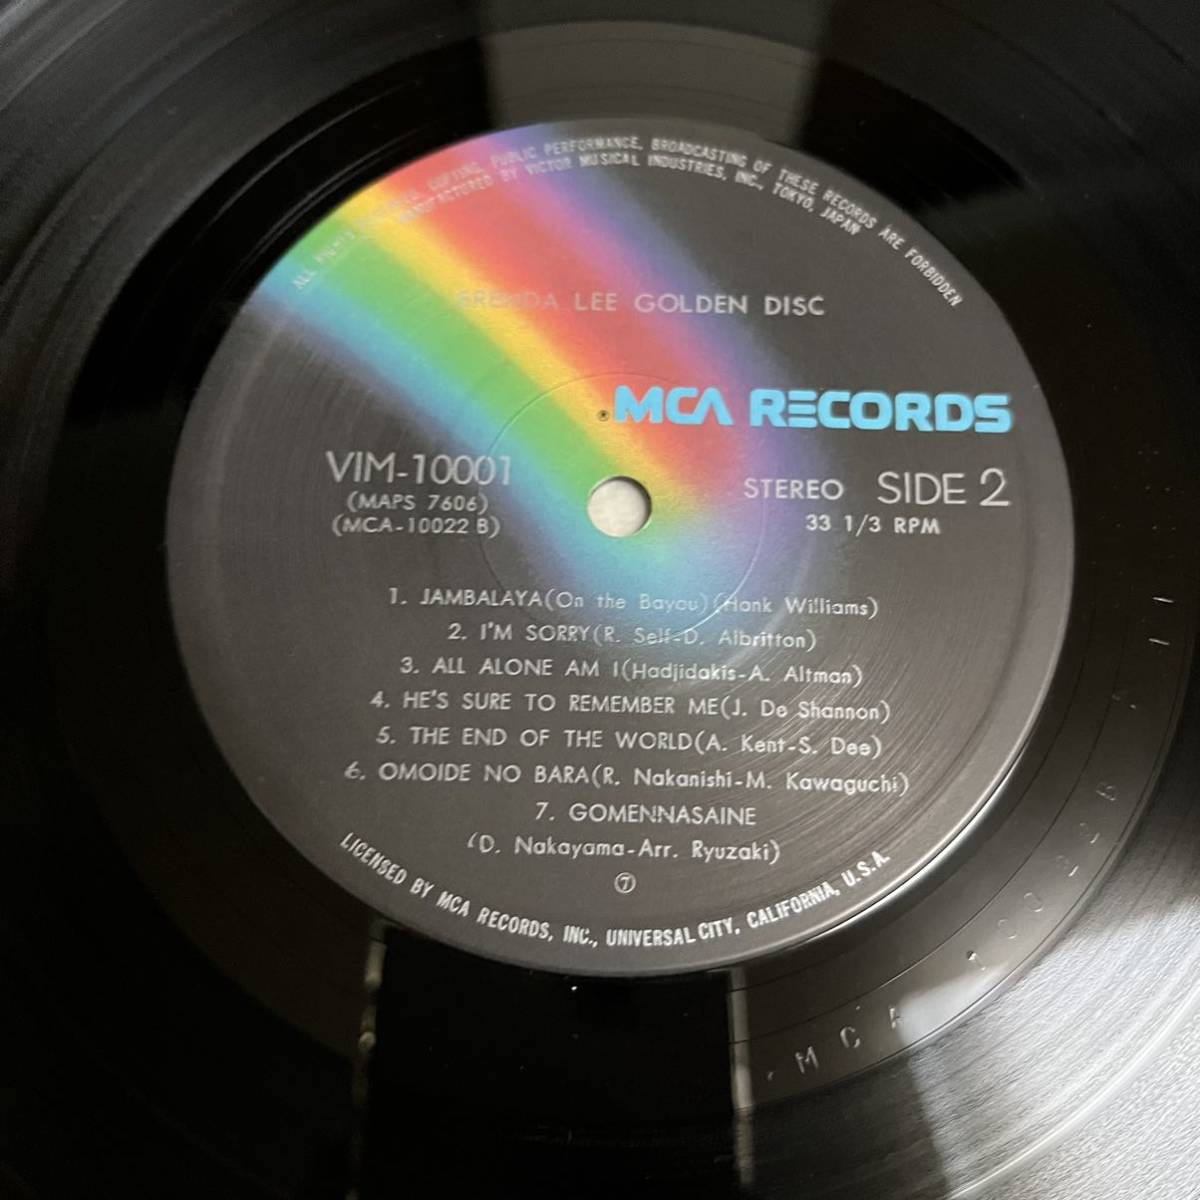 ALL RIGHTS COPYING, PUBLIC PERFORMANCE, BROADCASTING OF THESE RECORDS ARE FORBIDDEN
MANUFACTURED BY VICTOR MUSICAL INDUSTRIES, INC., TOKYO, JAPAN
BRENDA LEE GOLDEN DISC
® MCA RECORDS
VIM-10001
(MAPS 7606)
(MCA-10022 B)
STEREO SIDE 2
33 1/3 RPM
1. JAMBALAYA(On the Bayou)(Hank Williams)
2. I'M SORRY(R. Self-D. Albritton)
3. ALL ALONE AM I(Hadjidakis-A. Altman)
4. HE'S SURE TO REMEMBER ME(J. De Shannon)
5. THE END OF THE WORLD(A. Kent-S. Dee)
6. OMOIDE NO BARA(R. Nakanishi-M. Kawaguchi)
7. GOMENNASAINE
(D. Nakayama-Arr. Ryuzaki)
⑦
LICENSED BY MCA RECORDS, INC., UNIVERSAL CITY, CALIFORNIA, U.S.A.
MCA